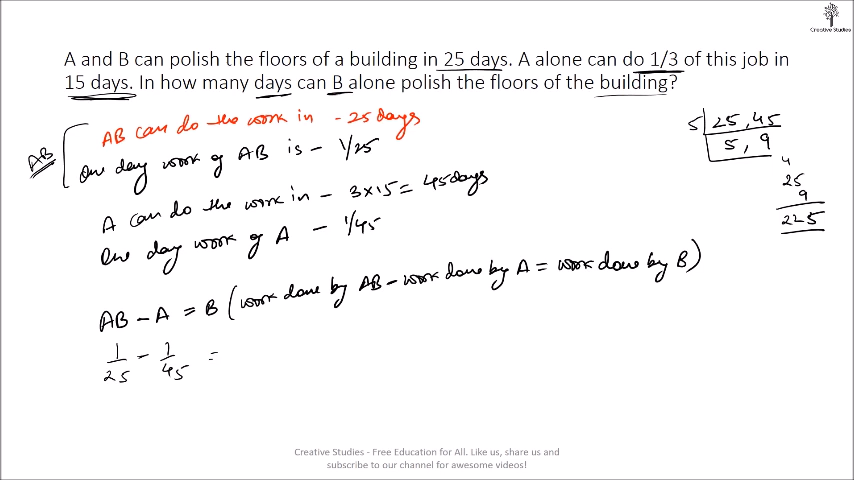 Creative Studies
A and B can polish the floors of a building in 25 days. A alone can do 1/3 of this job in
15 days. In how many days can B alone polish the floors of the building?
AB can do the work in - 25 days
AB
One day work of AB is - 1/25
A can do the work in - 3×15 = 45 days
One day work of A - 1/45
AB - A = B (work done by AB - work done by A = work done by B)
1/25 - 1/45 =
5 25, 45
5, 9
4
25
9
225
Creative Studies - Free Education for All. Like us, share us and
subscribe to our channel for awesome videos!